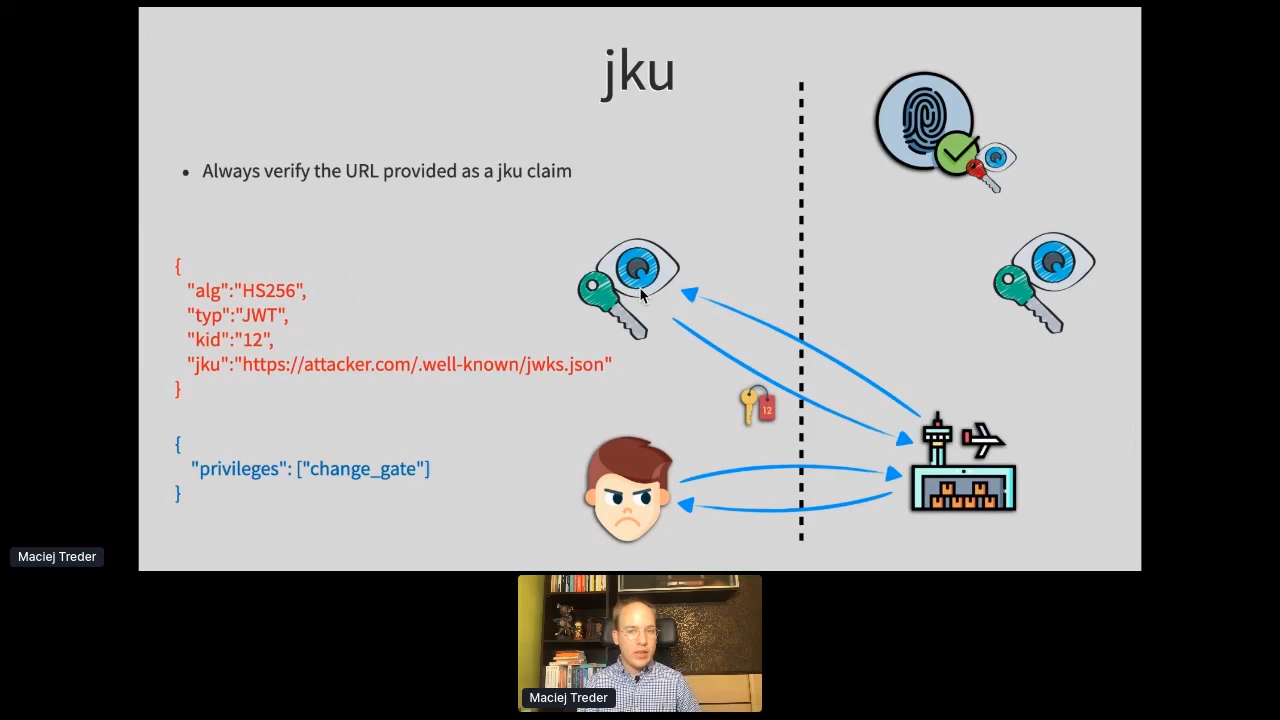 jku
• Always verify the URL provided as a jku claim
{
"alg":"HS256",
"typ":"JWT",
"kid":"12",
"jku":"https://attacker.com/.well-known/jwks.json"
}
12
{
"privileges": ["change_gate"]
}
Maciej Treder
Maciej Treder